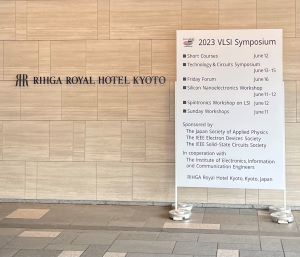 RIHGA ROYAL HOTEL KYOTO
2023 VLSI Symposium
■ Short Courses June 12
■ Technology & Circuits Symposium
June 13-15
■ Friday Forum June 16
■ Silicon Nanoelectronics Workshop
June 11-12
■ Spintronics Workshop on LSI June 12
■ Sunday Workshops June 11
Sponsored by
The Japan Society of Applied Physics
The IEEE Electron Devices Society
The IEEE Solid-State Circuits Society
In cooperation with
The Institute of Electronics, Information
and Communication Engineers
RIHGA Royal Hotel Kyoto, Kyoto, Japan